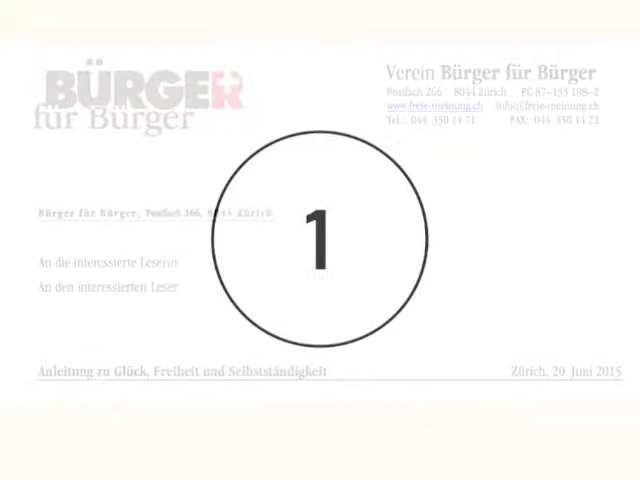 BÜRGER
für Bürger
Verein Bürger für Bürger
Postfach 266 8044 Zürich PC 87–133 198–2
www.freie-meinung.ch info@freie-meinung.ch
Tel.: 044 350 14 71 FAX: 044 350 14 72
Bürger für Bürger, Postfach 266, 8044 Zürich
1
An die interessierte Leserin
An den interessierten Leser
Anleitung zu Glück, Freiheit und Selbstständigkeit Zürich, 20. Juni 2015